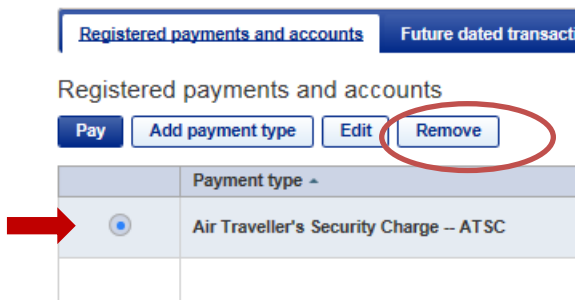 Registered payments and accounts Future dated transacti
Registered payments and accounts
Pay Add payment type Edit Remove
Payment type
Air Traveller's Security Charge -- ATSC